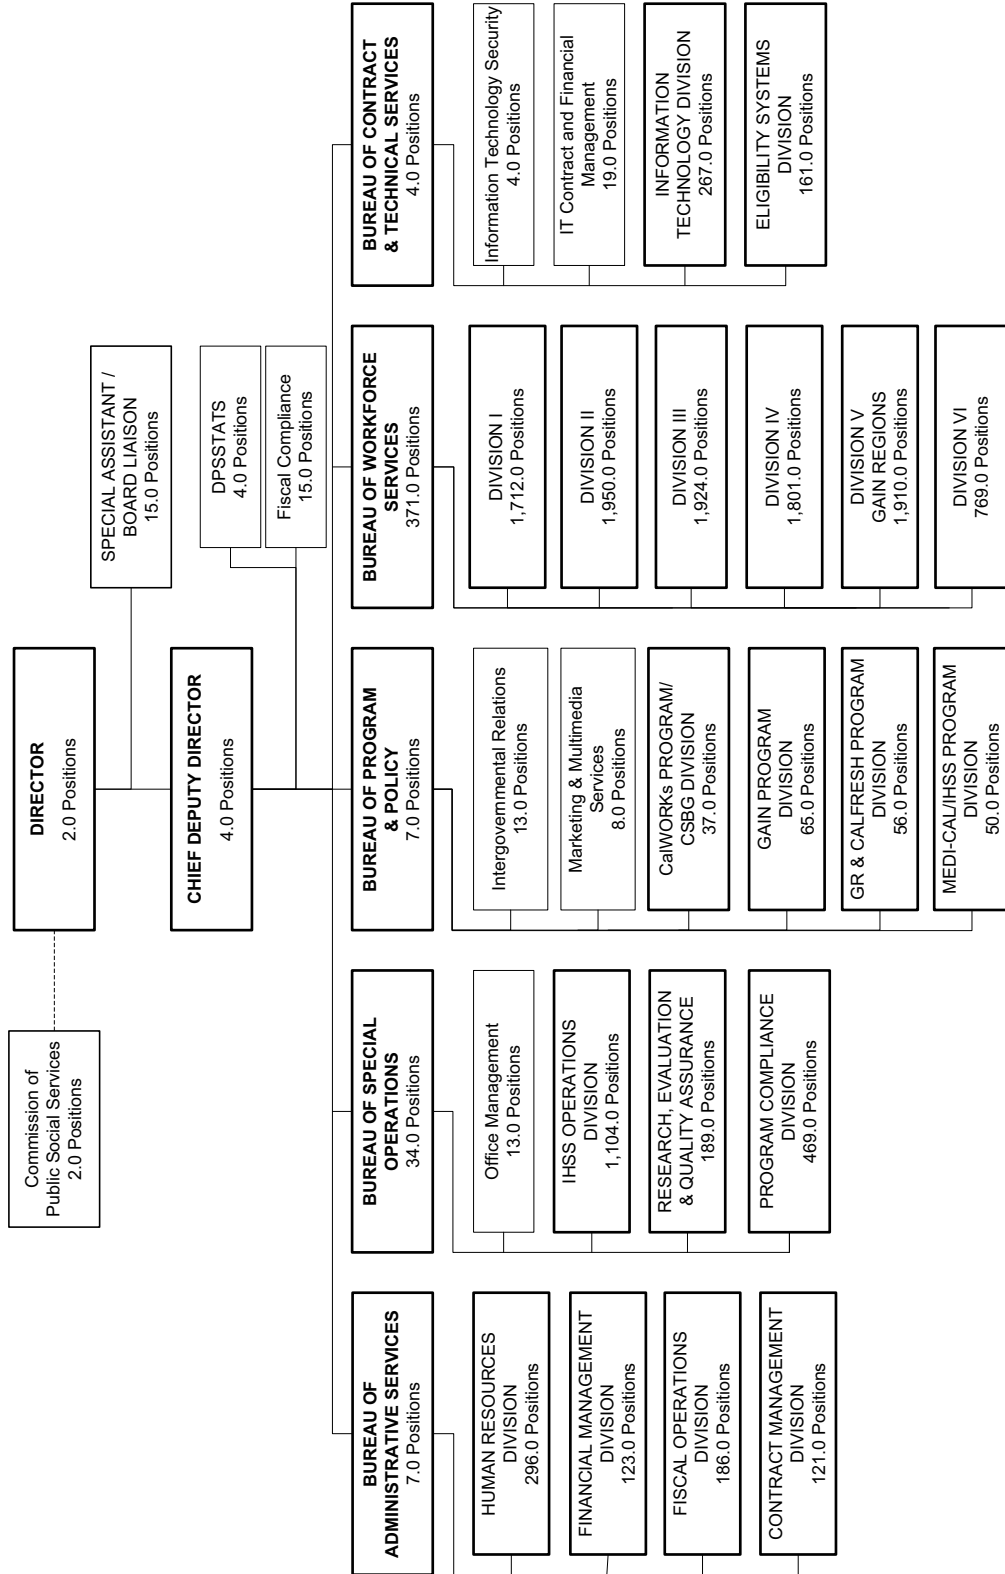 Commission of
Public Social Services
2.0 Positions
DIRECTOR
2.0 Positions
SPECIAL ASSISTANT /
BOARD LIAISON
15.0 Positions
CHIEF DEPUTY DIRECTOR
4.0 Positions
DPSSTATS
4.0 Positions
Fiscal Compliance
15.0 Positions
BUREAU OF
ADMINISTRATIVE SERVICES
7.0 Positions
HUMAN RESOURCES
DIVISION
296.0 Positions
FINANCIAL MANAGEMENT
DIVISION
123.0 Positions
FISCAL OPERATIONS
DIVISION
186.0 Positions
CONTRACT MANAGEMENT
DIVISION
121.0 Positions
BUREAU OF SPECIAL
OPERATIONS
34.0 Positions
Office Management
13.0 Positions
IHSS OPERATIONS
DIVISION
1,104.0 Positions
RESEARCH, EVALUATION
& QUALITY ASSURANCE
189.0 Positions
PROGRAM COMPLIANCE
DIVISION
469.0 Positions
BUREAU OF PROGRAM
& POLICY
7.0 Positions
Intergovernmental Relations
13.0 Positions
Marketing & Multimedia
Services
8.0 Positions
CalWORKs PROGRAM/
CSBG DIVISION
37.0 Positions
GAIN PROGRAM
DIVISION
65.0 Positions
GR & CALFRESH PROGRAM
DIVISION
56.0 Positions
MEDI-CAL/IHSS PROGRAM
DIVISION
50.0 Positions
BUREAU OF WORKFORCE
SERVICES
371.0 Positions
DIVISION I
1,712.0 Positions
DIVISION II
1,950.0 Positions
DIVISION III
1,924.0 Positions
DIVISION IV
1,801.0 Positions
DIVISION V
GAIN REGIONS
1,910.0 Positions
DIVISION VI
769.0 Positions
BUREAU OF CONTRACT
& TECHNICAL SERVICES
4.0 Positions
Information Technology Security
4.0 Positions
IT Contract and Financial
Management
19.0 Positions
INFORMATION
TECHNOLOGY DIVISION
267.0 Positions
ELIGIBILITY SYSTEMS
DIVISION
161.0 Positions